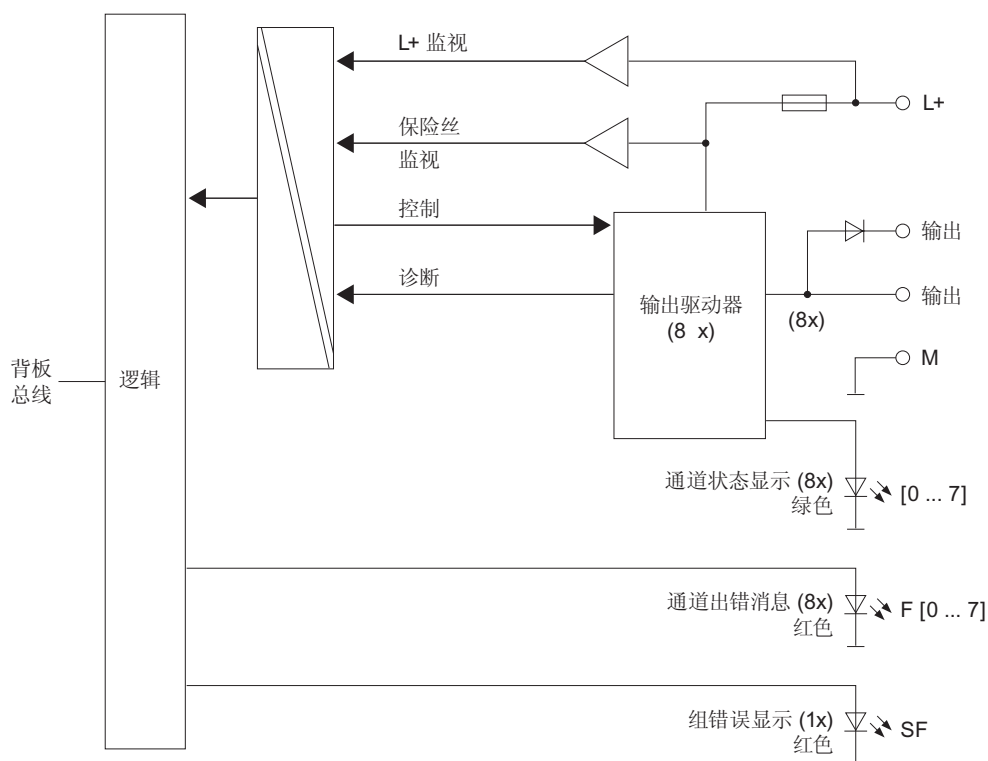 L+ 监视
L+
保险丝
监视
控制
输出
诊断
输出
输出驱动器
(8 x)
(8x)
M
背板
总线
逻辑
通道状态显示 (8x)
绿色
[0 ... 7]
通道出错消息 (8x)
红色
F [0 ... 7]
组错误显示 (1x)
红色
SF